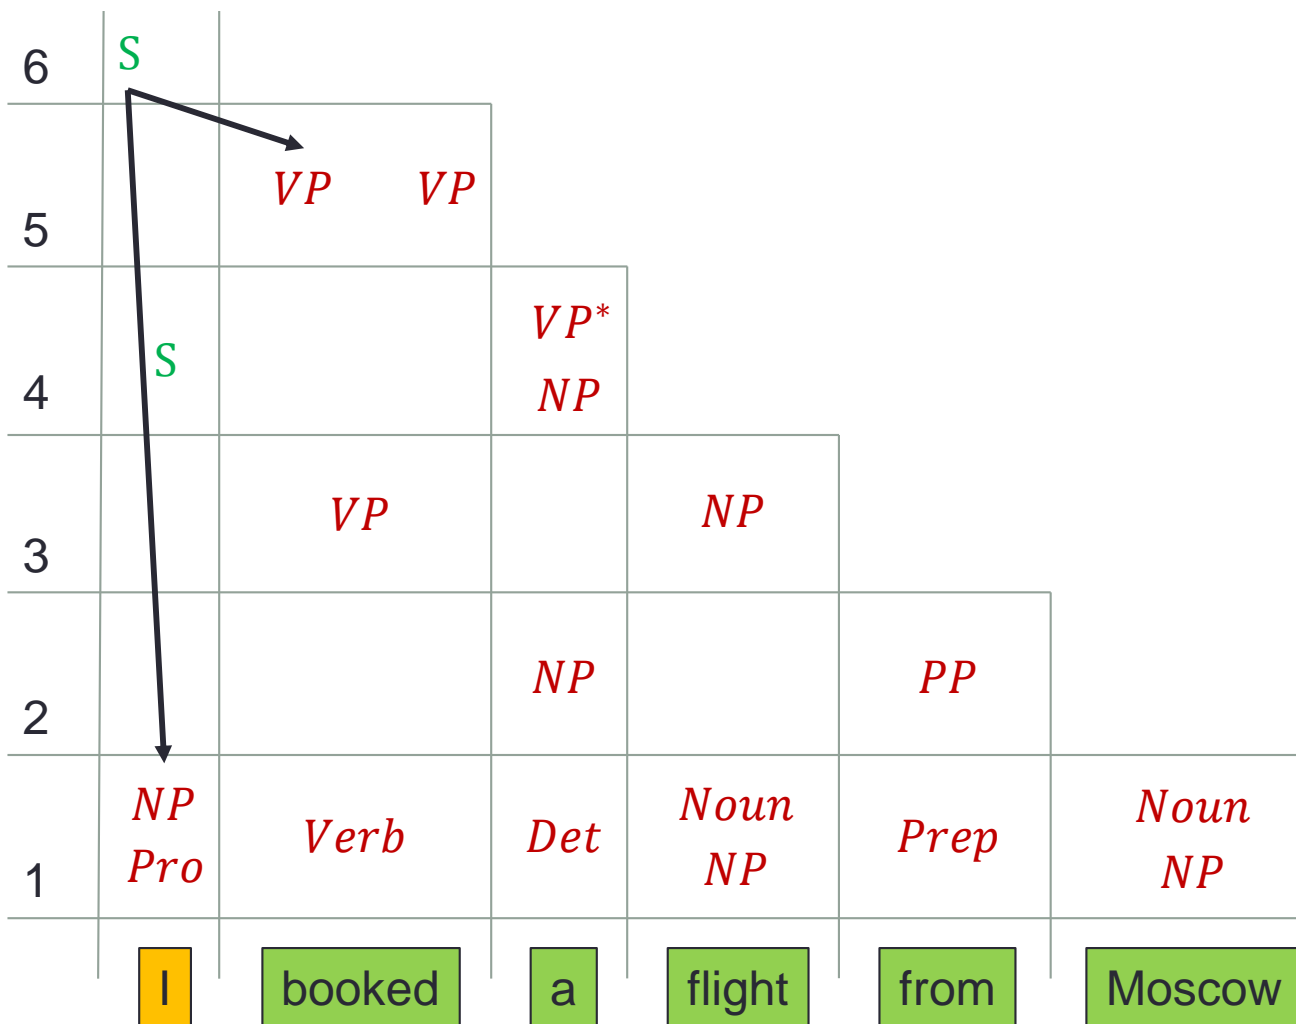 6 S
5 VP VP
VP*
4 S NP
3 VP NP
2 NP PP
1 NP Pro Verb Det Noun NP Prep Noun NP
I booked a flight from Moscow